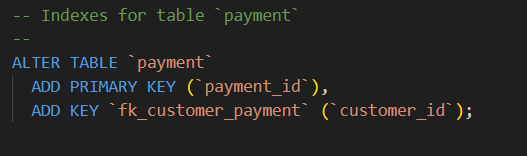 -- Indexes for table `payment`
--
ALTER TABLE `payment`
  ADD PRIMARY KEY (`payment_id`),
  ADD KEY `fk_customer_payment` (`customer_id`);